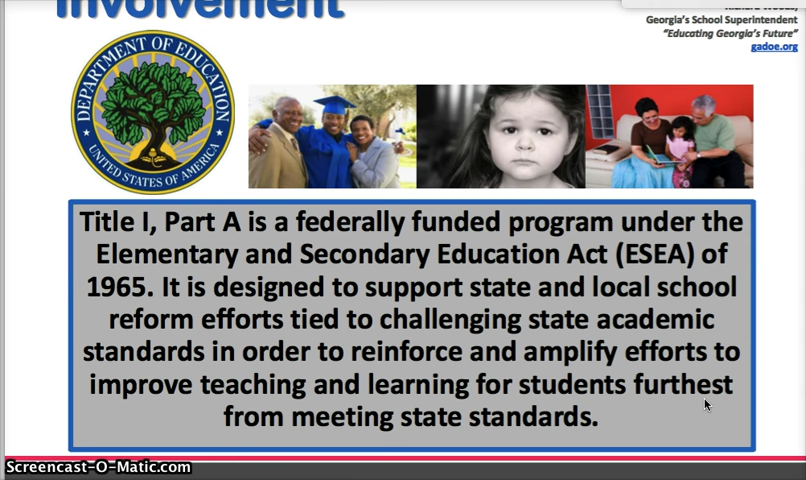 Involvement
Georgia's School Superintendent
"Educating Georgia's Future"
gadoe.org
DEPARTMENT OF EDUCATION
UNITED STATES OF AMERICA
Title I, Part A is a federally funded program under the
Elementary and Secondary Education Act (ESEA) of
1965. It is designed to support state and local school
reform efforts tied to challenging state academic
standards in order to reinforce and amplify efforts to
improve teaching and learning for students furthest
from meeting state standards.
Screencast-O-Matic.com